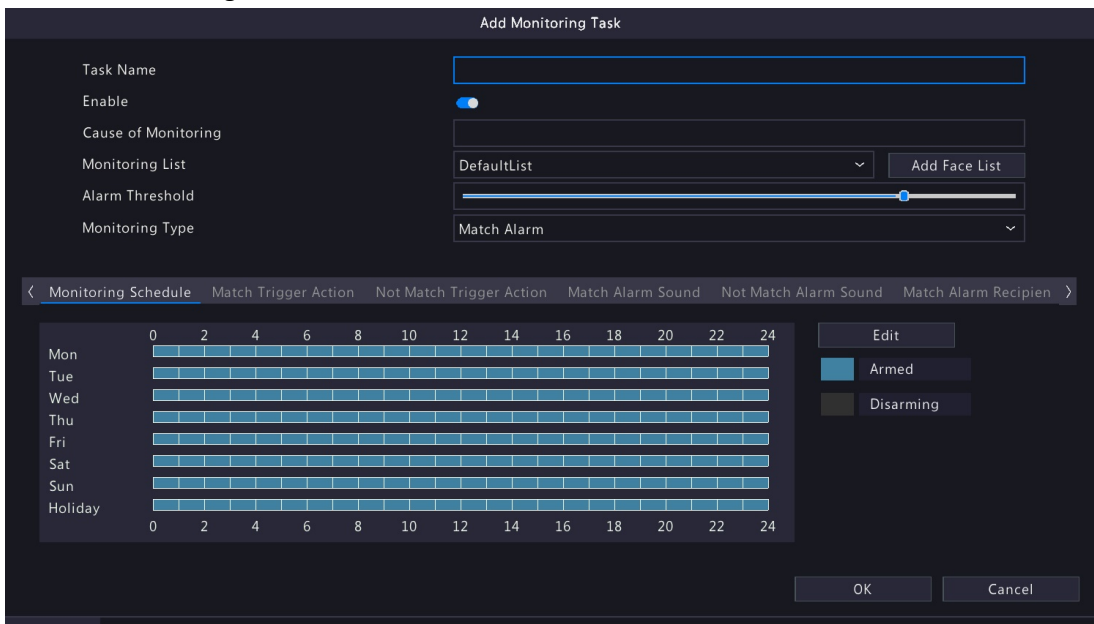 Add Monitoring Task
Task Name
Enable
Cause of Monitoring
Monitoring List DefaultList Add Face List
Alarm Threshold
Monitoring Type Match Alarm
Monitoring Schedule Match Trigger Action Not Match Trigger Action Match Alarm Sound Not Match Alarm Sound Match Alarm Recipien
0 2 4 6 8 10 12 14 16 18 20 22 24 Edit
Mon
Tue Armed
Wed
Thu Disarming
Fri
Sat
Sun
Holiday
0 2 4 6 8 10 12 14 16 18 20 22 24
OK Cancel